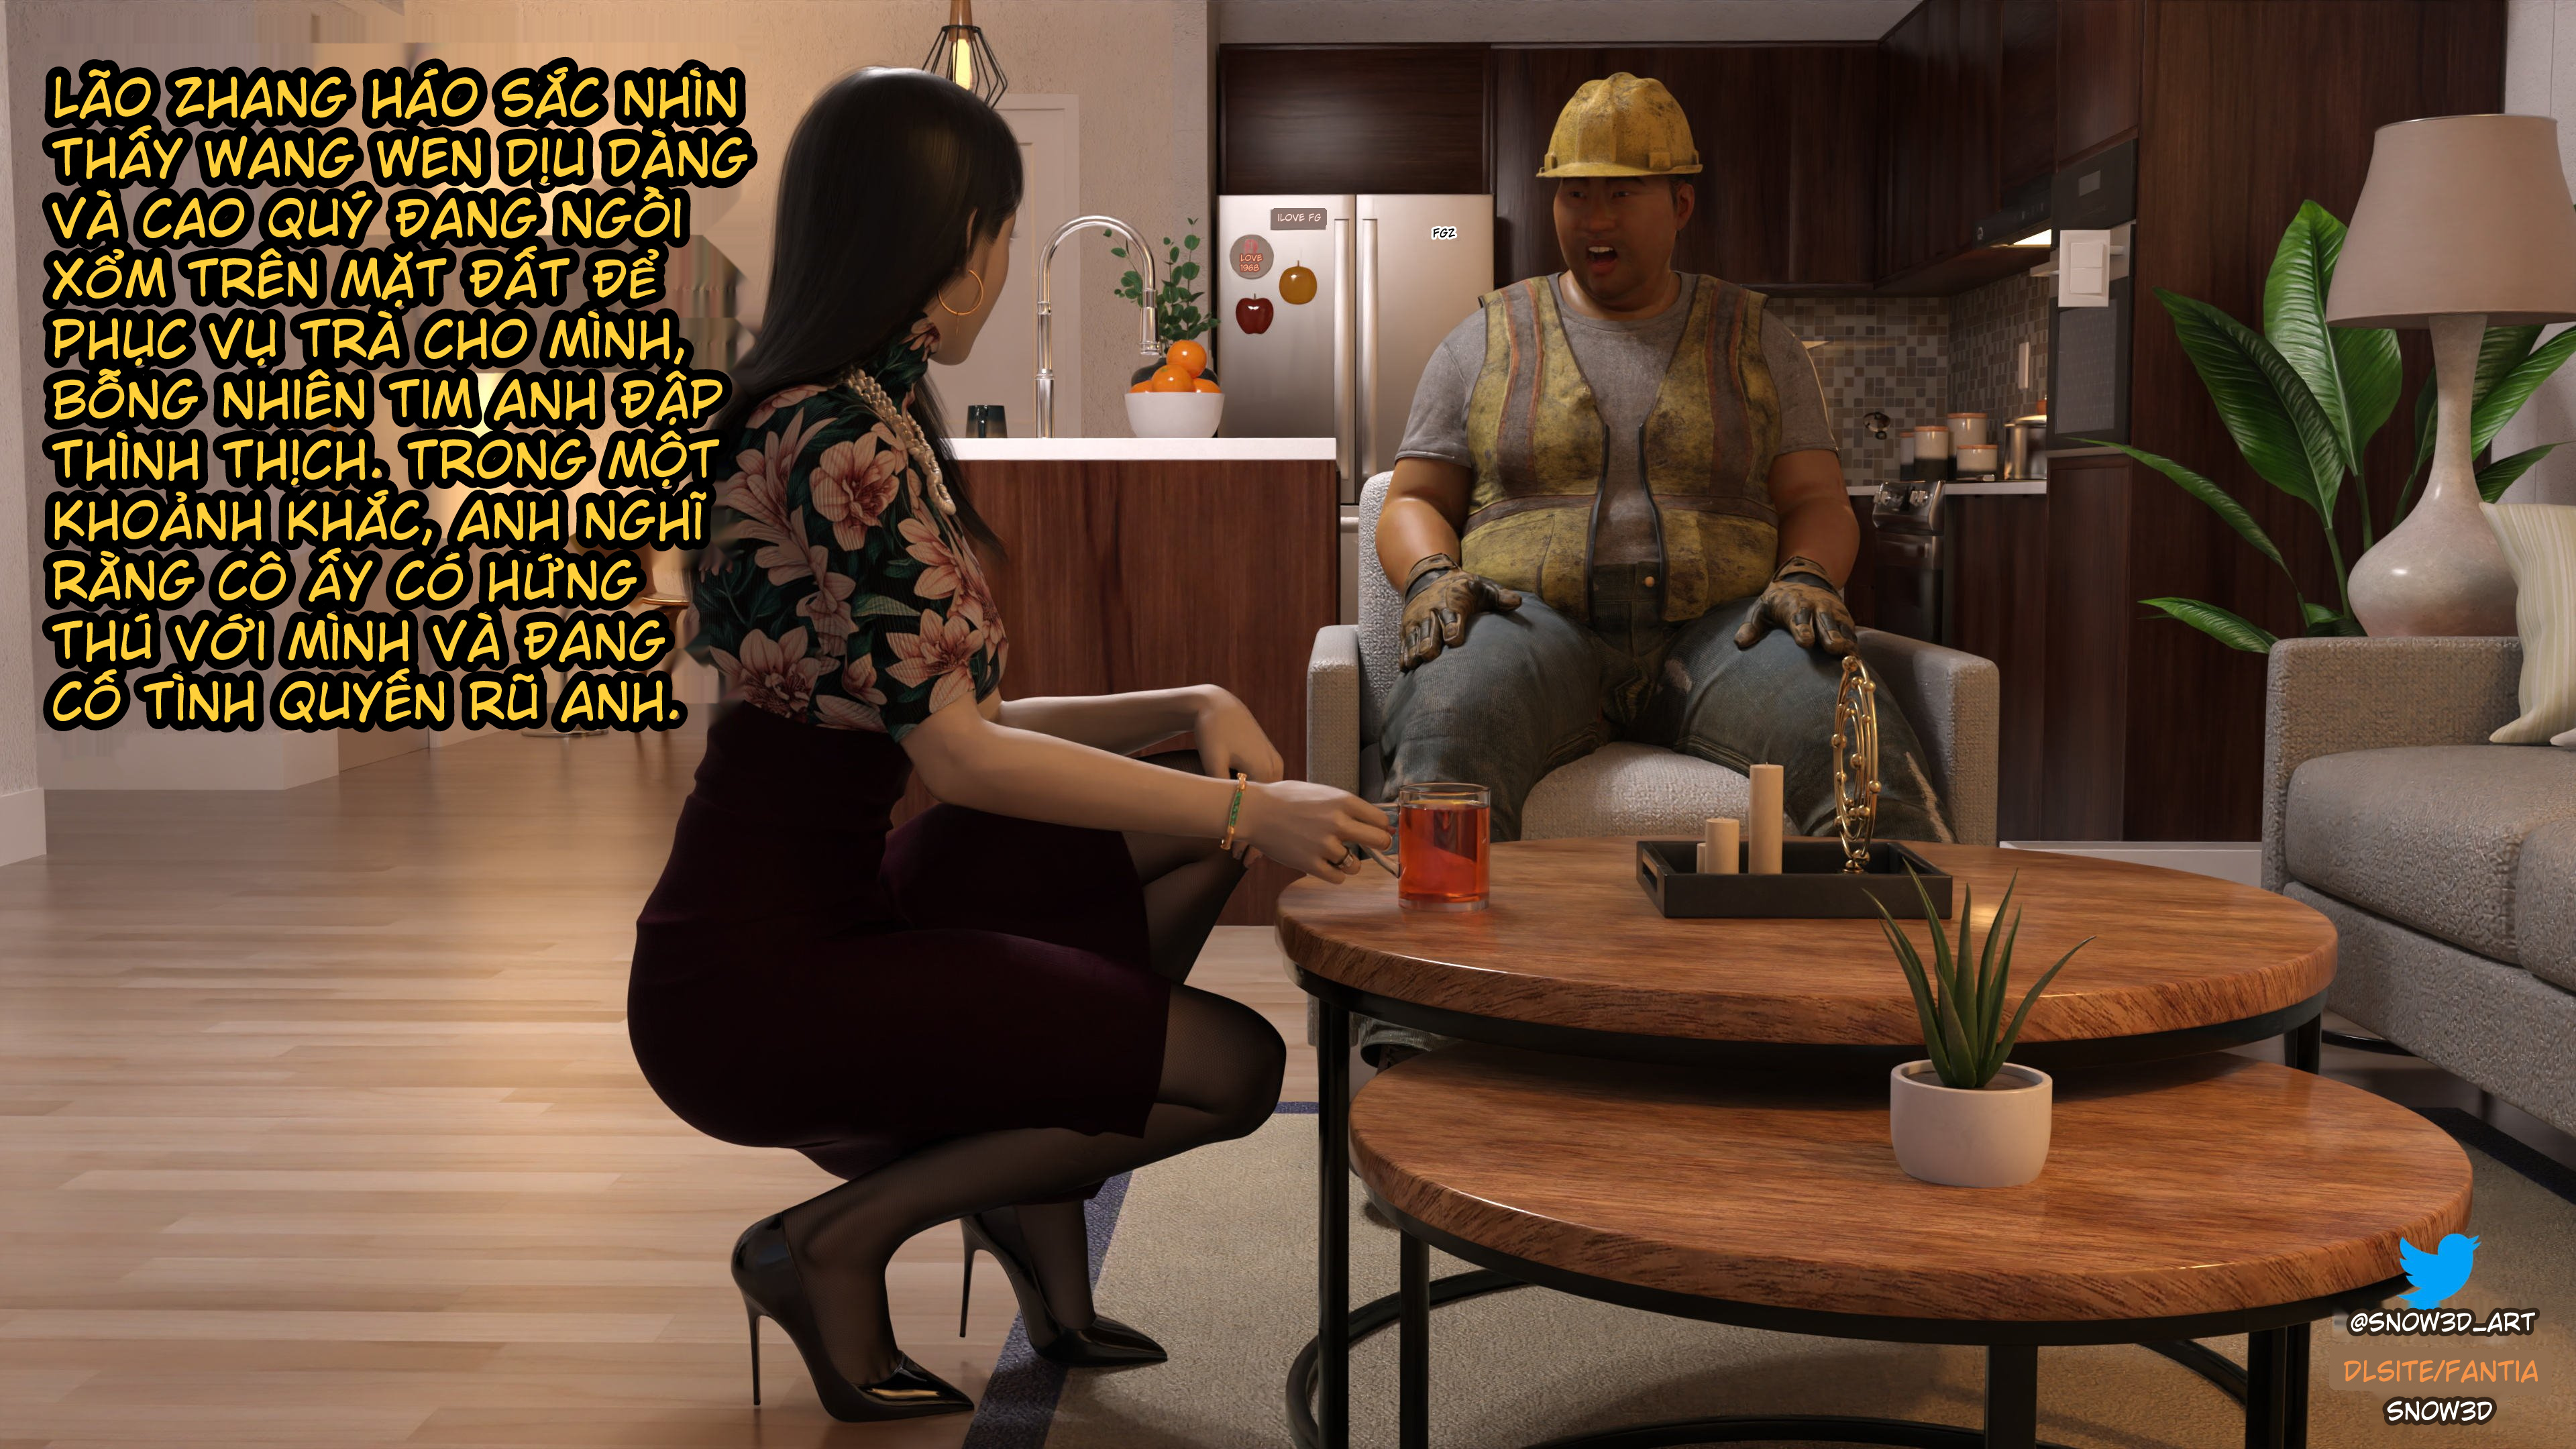 LÃO ZHANG HÁO SẮC NHÌN
THẤY WANG WEN DỊU DÀNG
VÀ CAO QUÝ ĐANG NGỒI
XỔM TRÊN MẶT ĐẤT ĐỂ
PHỤC VỤ TRÀ CHO MÌNH,
BỖNG NHIÊN TIM ANH ĐẬP
THÌNH THỊCH. TRONG MỘT
KHOẢNH KHẮC, ANH NGHĨ
RẰNG CÔ ẤY CÓ HỨNG
THÚ VỚI MÌNH VÀ ĐANG
CỐ TÌNH QUYẾN RŨ ANH.
ILOVE FG
FGZ
LOVE
1968
@SNOW3D_ART
DLSITE/FANTIA
SNOW3D